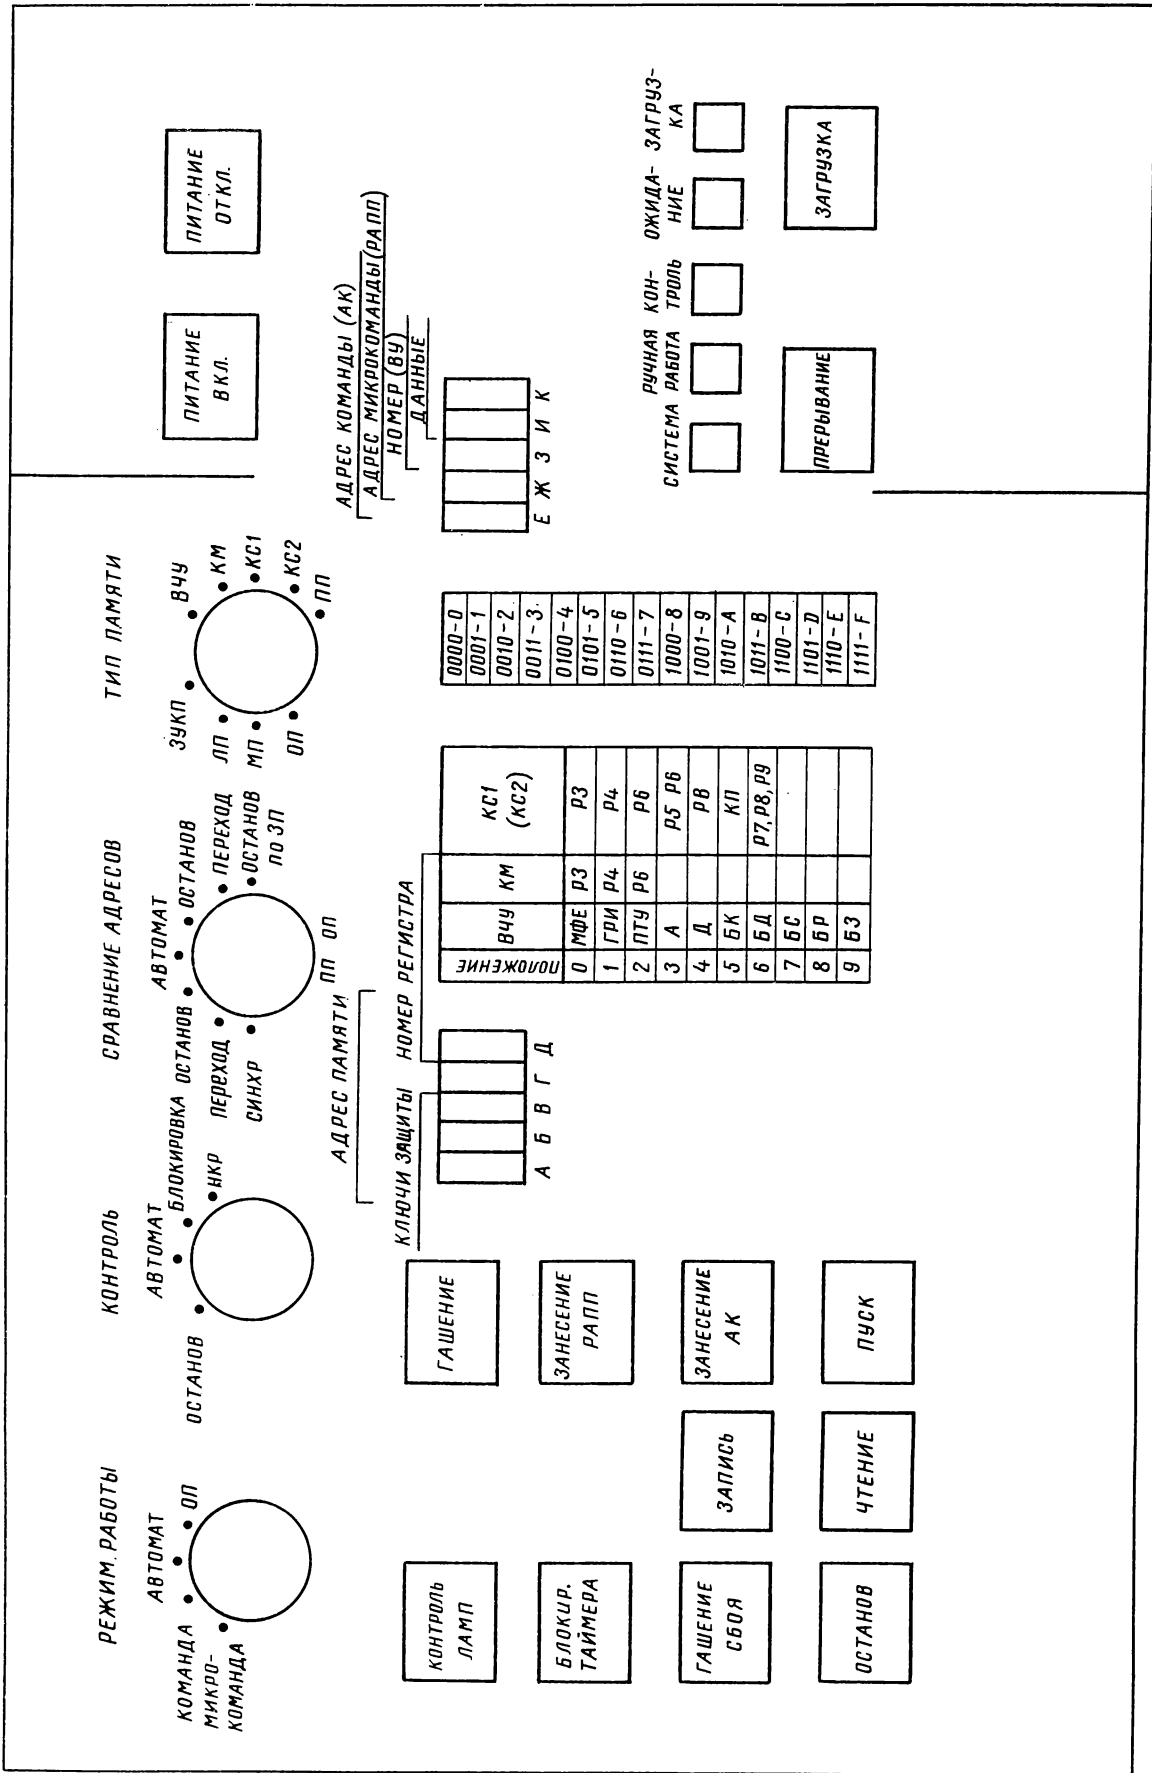 РЕЖИМ РАБОТЫ
КОНТРОЛЬ
СРАВНЕНИЕ АДРЕСОВ
ТИП ПАМЯТИ
ПИТАНИЕ
ВКЛ.
ПИТАНИЕ
ОТКЛ.
КОМАНДА
МИКРО-
КОМАНДА
АВТОМАТ
ОП
ОСТАНОВ
АВТОМАТ
БЛОКИРОВКА
НКР
СИНХР
ПЕРЕХОД
ОСТАНОВ
АВТОМАТ
ОСТАНОВ
ПЕРЕХОД
ОСТАНОВ
ПО ЗП
ПП ОП
ОП
МП
ЛП
ЗУКП
ВЧУ
КМ
КС1
КС2
ПП
АДРЕС ПАМЯТИ
КЛЮЧИ ЗАЩИТЫ
НОМЕР РЕГИСТРА
А Б В Г Д
АДРЕС КОМАНДЫ (АК)
АДРЕС МИКРОКОМАНДЫ (РАПП)
НОМЕР (ВУ)
ДАННЫЕ
Е Ж З И К
КОНТРОЛЬ
ЛАМП
ГАШЕНИЕ
БЛОКИР.
ТАЙМЕРА
ЗАНЕСЕНИЕ
РАПП
ГАШЕНИЕ
СБОЯ
ЗАПИСЬ
ЗАНЕСЕНИЕ
АК
ОСТАНОВ
ЧТЕНИЕ
ПУСК
ПОЛОЖЕНИЕ ВЧУ КМ КС1
(КС2)
0 МФЕ Р3 Р3
1 ГРИ Р4 Р4
2 ПТУ Р6 Р6
3 А Р5 Р6
4 Д РВ
5 БК КП
6 БД Р7, Р8, Р9
7 БС
8 БР
9 БЗ
0000-0
0001-1
0010-2
0011-3
0100-4
0101-5
0110-6
0111-7
1000-8
1001-9
1010-A
1011-B
1100-C
1101-D
1110-E
1111-F
СИСТЕМА
РУЧНАЯ
РАБОТА
КОН-
ТРОЛЬ
ОЖИДА-
НИЕ
ЗАГРУЗ-
КА
ПРЕРЫВАНИЕ
ЗАГРУЗКА